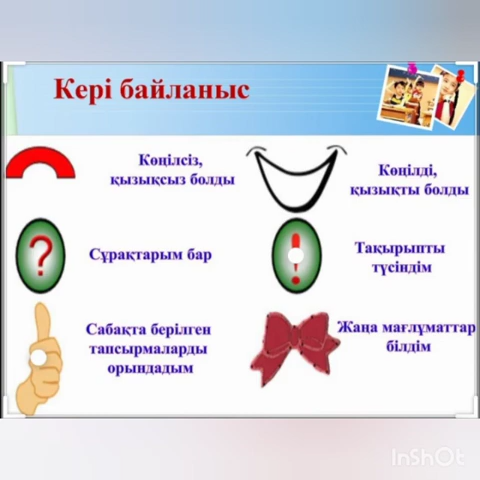 Кері байланыс
Көңілсіз,
қызықсыз болды
Көңілді,
қызықты болды
?
Сұрақтарым бар
!
Тақырыпты
түсіндім
Сабақта берілген
тапсырмаларды
орындадым
Жаңа мағлұматтар
білдім
InShOt